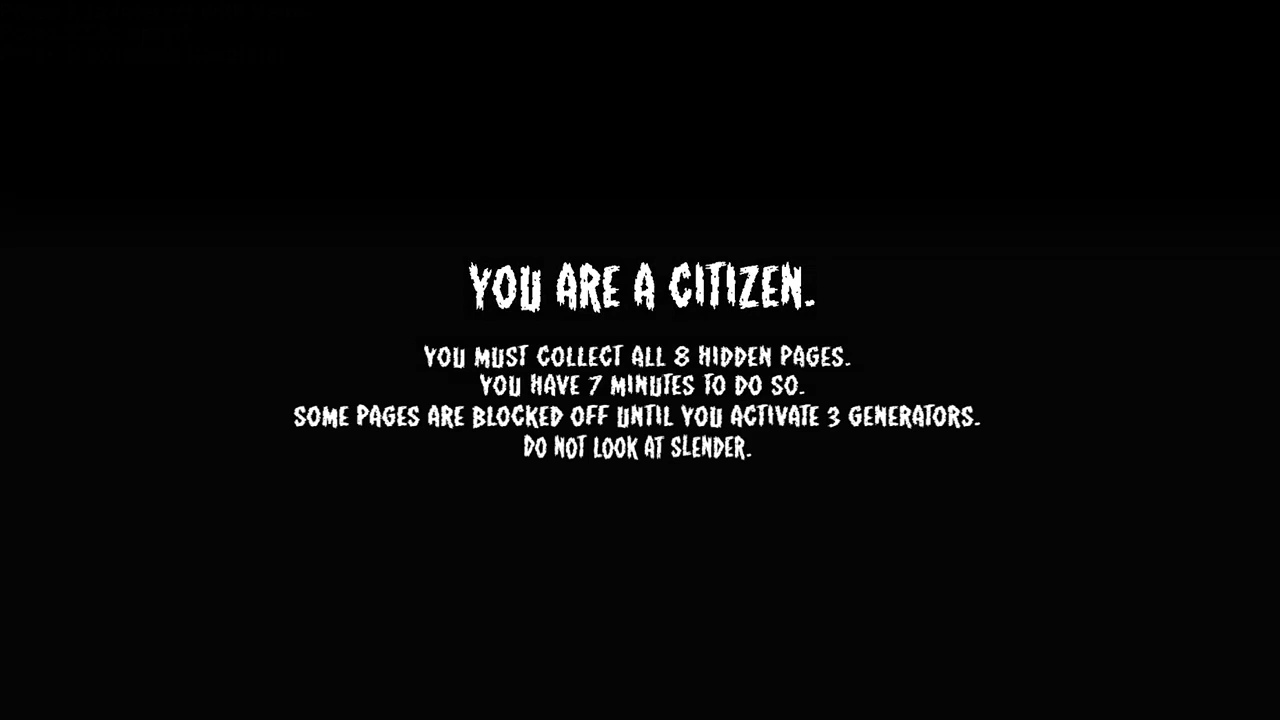 YOU ARE A CITIZEN.
YOU MUST COLLECT ALL 8 HIDDEN PAGES.
YOU HAVE 7 MINUTES TO DO SO.
SOME PAGES ARE BLOCKED OFF UNTIL YOU ACTIVATE 3 GENERATORS.
DO NOT LOOK AT SLENDER.